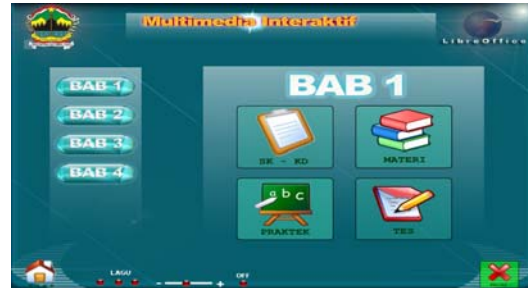 Multimedia Interaktif
LibreOffice
BAB 1
BAB 2
BAB 3
BAB 4
BAB 1
SK - KD
MATERI
a b c
PRAKTEK
TES
LAGU
- +
OFF